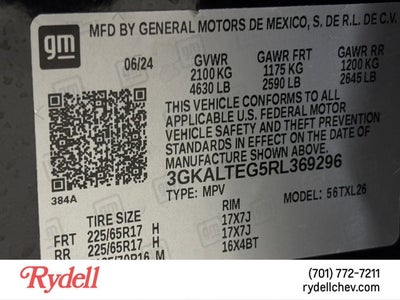 gm
MFD BY GENERAL MOTORS DE MEXICO, S. DE R.L. DE C.V.
06/24 GVWR GAWR FRT GAWR RR
2100 KG 1175 KG 1200 KG
4630 LB 2590 LB 2645 LB
THIS VEHICLE CONFORMS TO ALL
APPLICABLE U.S. FEDERAL MOTOR
VEHICLE SAFETY AND THEFT PREVENTION
STANDARDS IN EFFECT ON THE DATE OF
MANUFACTURE SHOWN ABOVE.
3GKALTEG5RL369296
384A
TYPE: MPV MODEL: 56TXL26
TIRE SIZE RIM
FRT 225/65R17 H 17X7J
RR 225/65R17 H 17X7J
R16 M 16X4BT
Rydell
(701) 772-7211
rydellchev.com